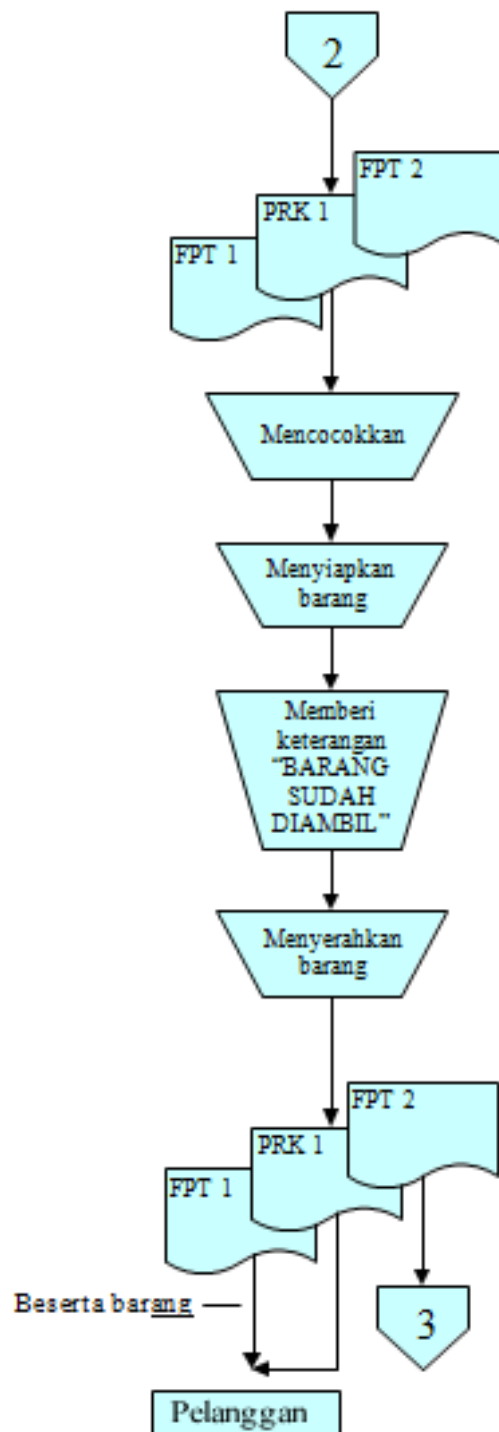 2
FPT 2
PRK 1
FPT 1
Mencocokkan
Menyiapkan
barang
Memberi
keterangan
“BARANG
SUDAH
DIAMBIL”
Menyerahkan
barang
FPT 2
PRK 1
FPT 1
Beserta barang
3
Pelanggan